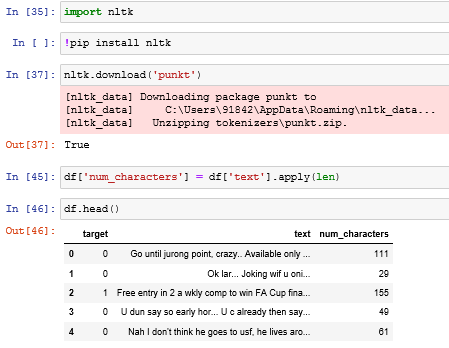 In [35]: import nltk
In [ ]: !pip install nltk
In [37]: nltk.download('punkt')
[nltk_data] Downloading package punkt to
[nltk_data]     C:\Users\91842\AppData\Roaming\nltk_data...
[nltk_data]   Unzipping tokenizers\punkt.zip.
Out[37]: True
In [45]: df['num_characters'] = df['text'].apply(len)
In [46]: df.head()
Out[46]:
target text num_characters
0 0 Go until jurong point, crazy.. Available only ... 111
1 0 Ok lar... Joking wif u oni... 29
2 1 Free entry in 2 a wkly comp to win FA Cup fina... 155
3 0 U dun say so early hor... U c already then say... 49
4 0 Nah I don't think he goes to usf, he lives aro... 61